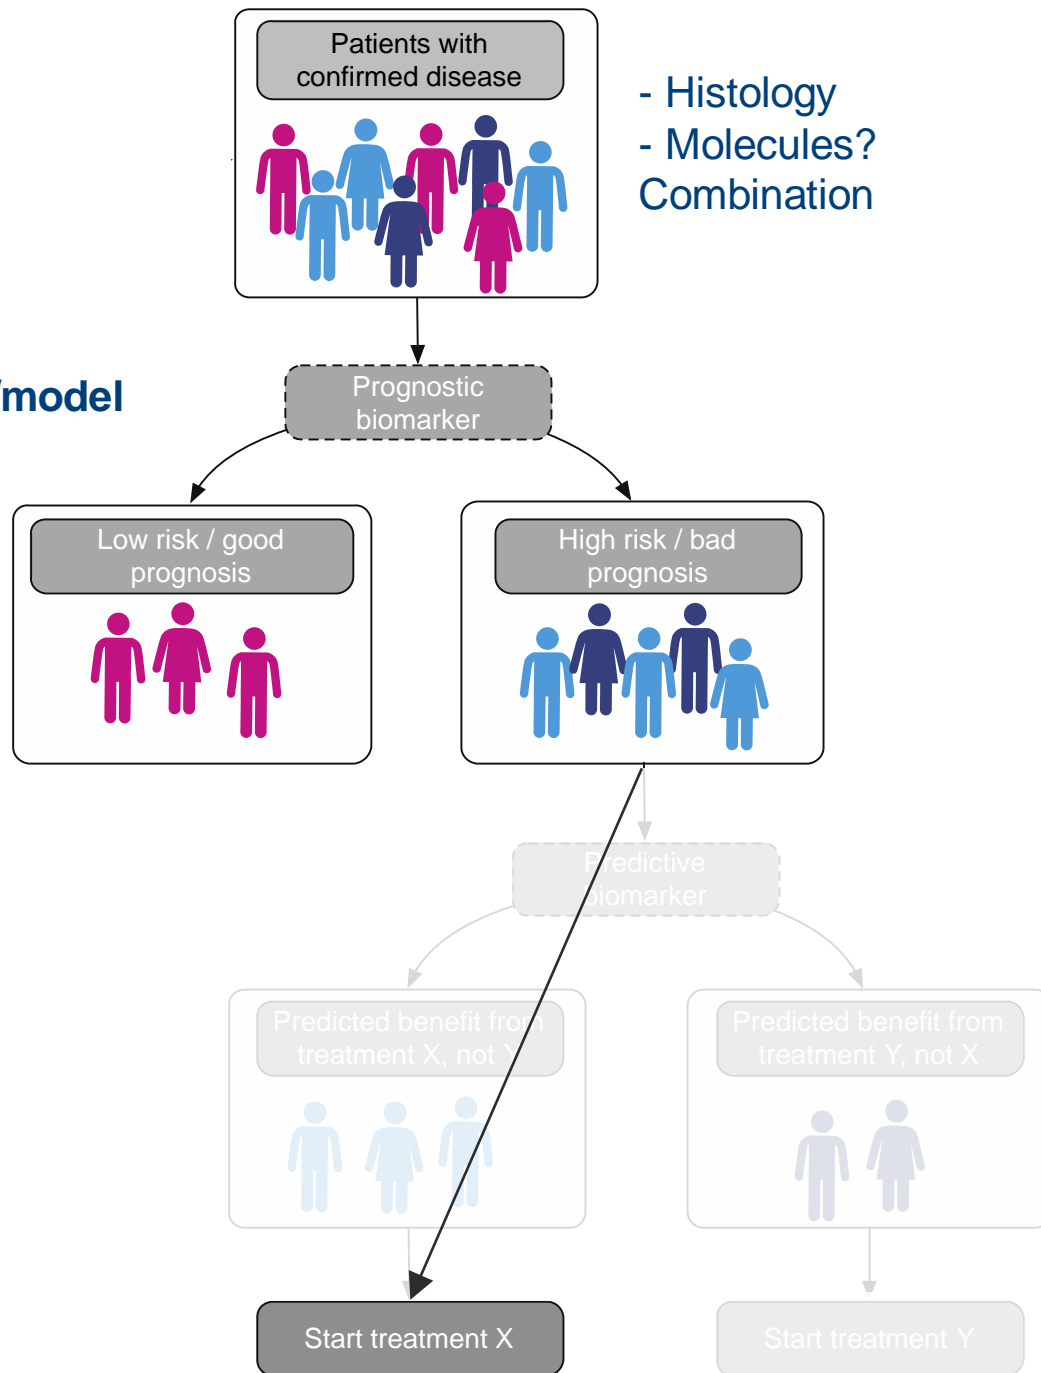 Patients with
confirmed disease
- Histology
- Molecules?
Combination
/model
Prognostic
biomarker
Low risk / good
prognosis
High risk / bad
prognosis
Predictive
biomarker
Predicted benefit from
treatment X, not Y
Predicted benefit from
treatment Y, not X
Start treatment X
Start treatment Y